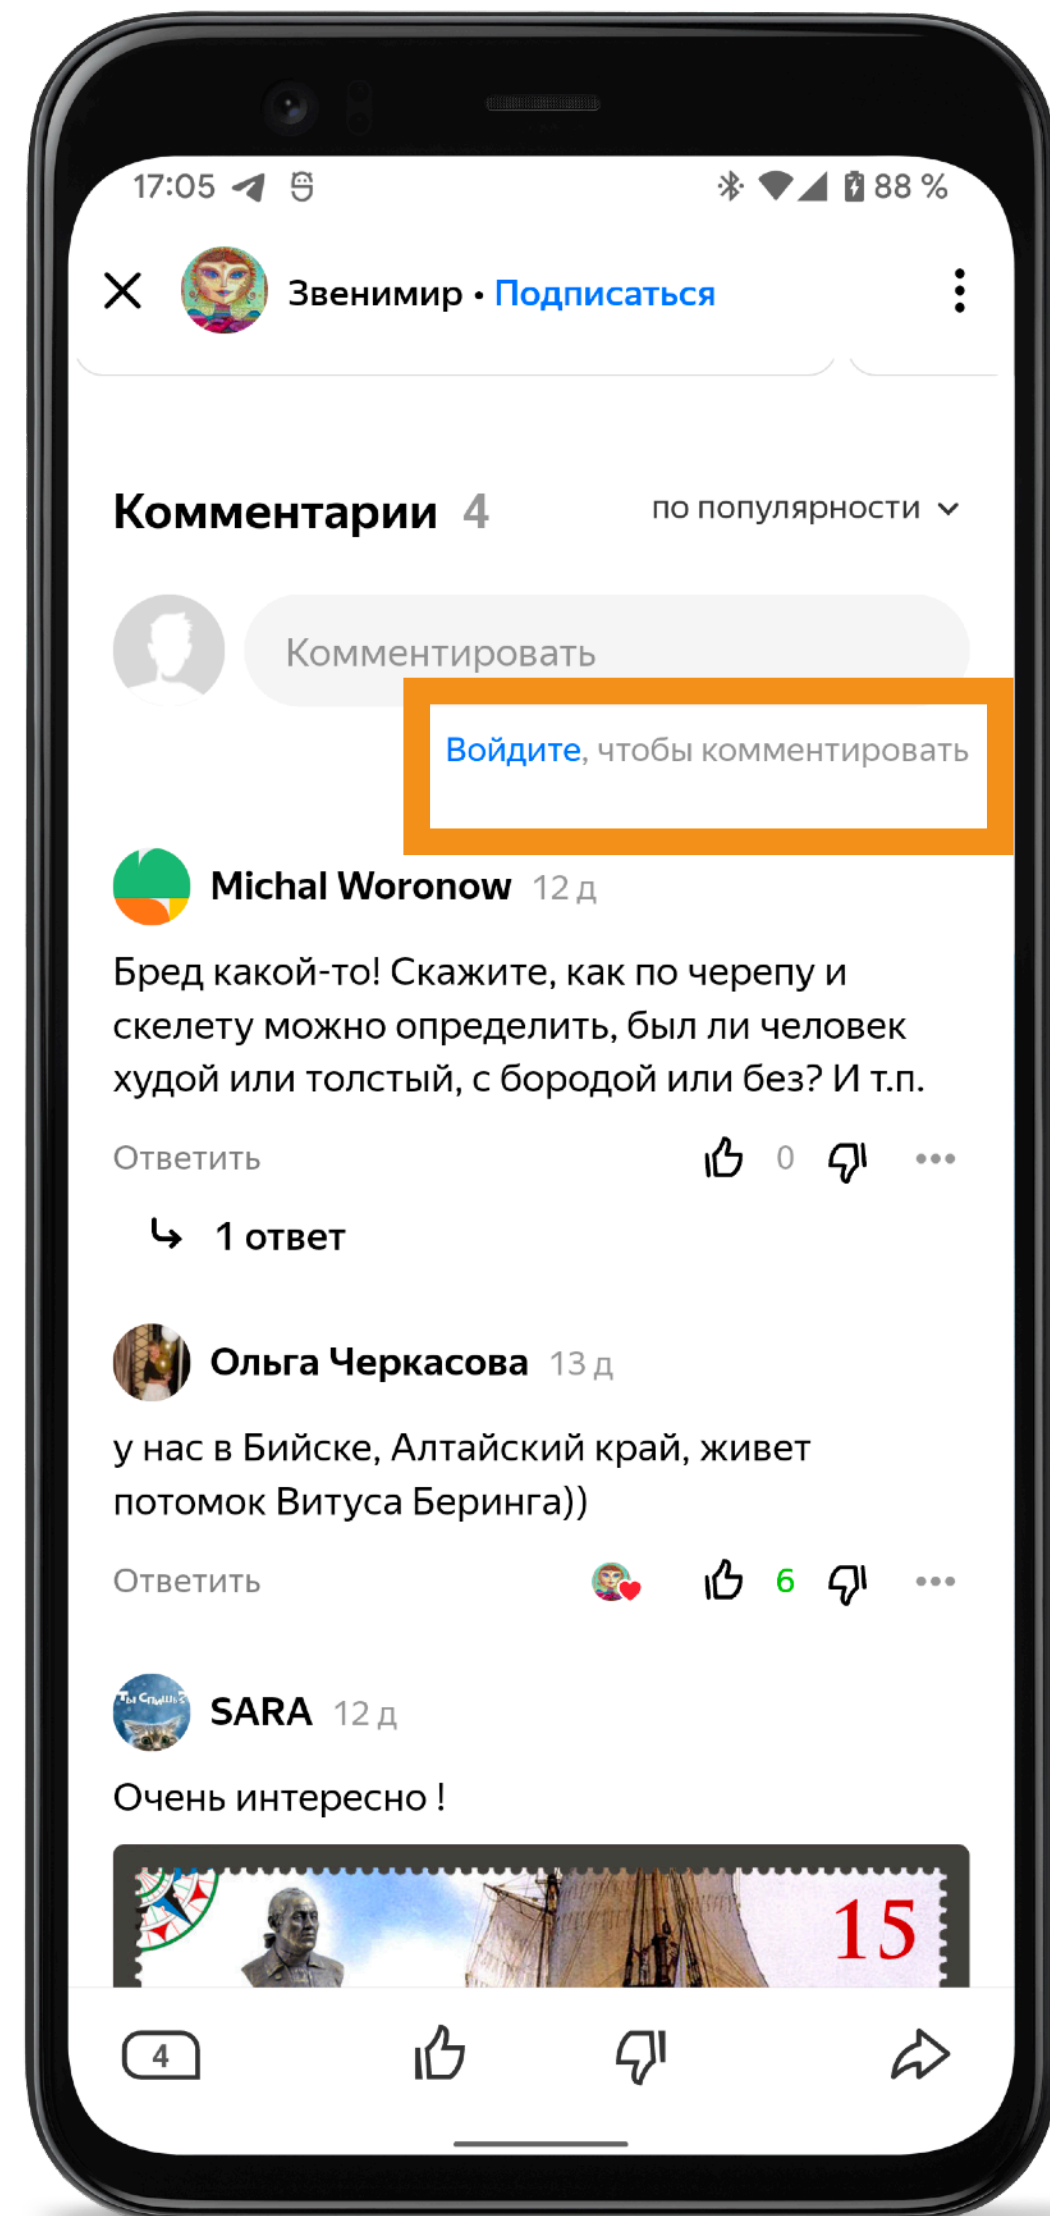 17:05 88 %
Звенимир • Подписаться
Комментарии 4 по популярности
Комментировать
Войдите, чтобы комментировать
Michal Woronow 12 д
Бред какой-то! Скажите, как по черепу и
скелету можно определить, был ли человек
худой или толстый, с бородой или без? И т.п.
Ответить 0
1 ответ
Ольга Черкасова 13 д
у нас в Бийске, Алтайский край, живет
потомок Витуса Беринга))
Ответить 6
Ты Спишь?
SARA 12 д
Очень интересно !
15
4